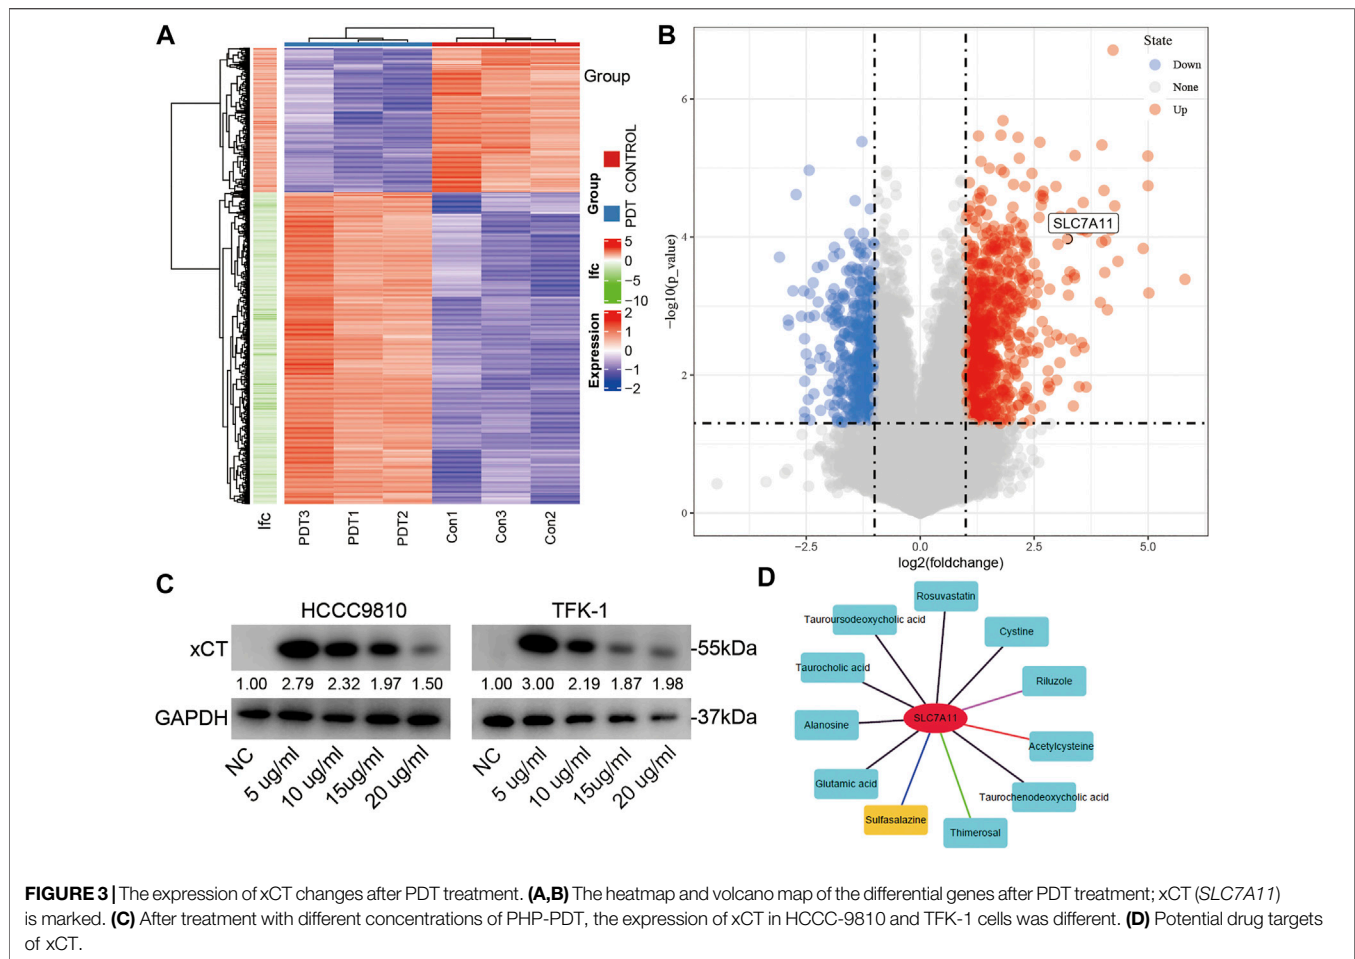 A
Group
CONTROL
PDT
Group
5
0
−5
−10
lfc
2
1
0
−1
−2
Expression
lfc
PDT3
PDT1
PDT2
Con1
Con3
Con2
B
State
Down
None
Up
SLC7A11
6
4
2
0
−log10(p_value)
−2.5
0.0
2.5
5.0
log2(foldchange)
C
HCCC9810
TFK-1
xCT
-55kDa
1.00 2.79 2.32 1.97 1.50
1.00 3.00 2.19 1.87 1.98
GAPDH
-37kDa
NC
5 ug/ml
10 ug/ml
15ug/ml
20 ug/ml
NC
5 ug/ml
10 ug/ml
15ug/ml
20 ug/ml
D
Rosuvastatin
Tauroursodeoxycholic acid
Cystine
Taurocholic acid
Riluzole
SLC7A11
Alanosine
Acetylcysteine
Glutamic acid
Taurochenodeoxycholic acid
Sulfasalazine
Thimerosal
FIGURE 3 | The expression of xCT changes after PDT treatment. (A,B) The heatmap and volcano map of the differential genes after PDT treatment; xCT (SLC7A11)
is marked. (C) After treatment with different concentrations of PHP-PDT, the expression of xCT in HCCC-9810 and TFK-1 cells was different. (D) Potential drug targets
of xCT.